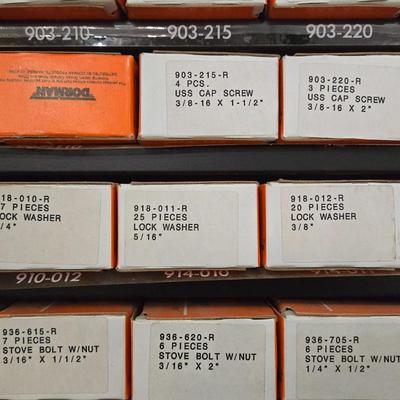 903-210 903-215 903-220
DORMAN
903-215-R
4 PCS.
USS CAP SCREW
3/8-16 X 1-1/2"
903-220-R
3 PIECES
USS CAP SCREW
3/8-16 X 2"
18-010-R
7 PIECES
OCK WASHER
/4"
918-011-R
25 PIECES
LOCK WASHER
5/16"
918-012-R
20 PIECES
LOCK WASHER
3/8"
910-012 914-010
936-615-R
7 PIECES
STOVE BOLT W/NUT
3/16" X 1/1/2"
936-620-R
6 PIECES
STOVE BOLT W/NUT
3/16" X 2"
936-705-R
6 PIECES
STOVE BOLT W/NUT
1/4" X 1/2"